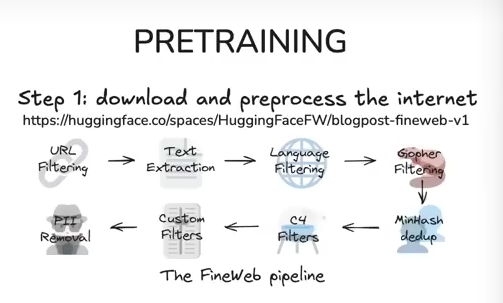 PRETRAINING
Step 1: download and preprocess the internet
https://huggingface.co/spaces/HuggingFaceFW/blogpost-fineweb-v1
URL
Filtering
Text
Extraction
Language
Filtering
Gopher
Filtering
PII
Removal
Custom
Filters
C4
Filters
MinHash
dedup
The FineWeb pipeline